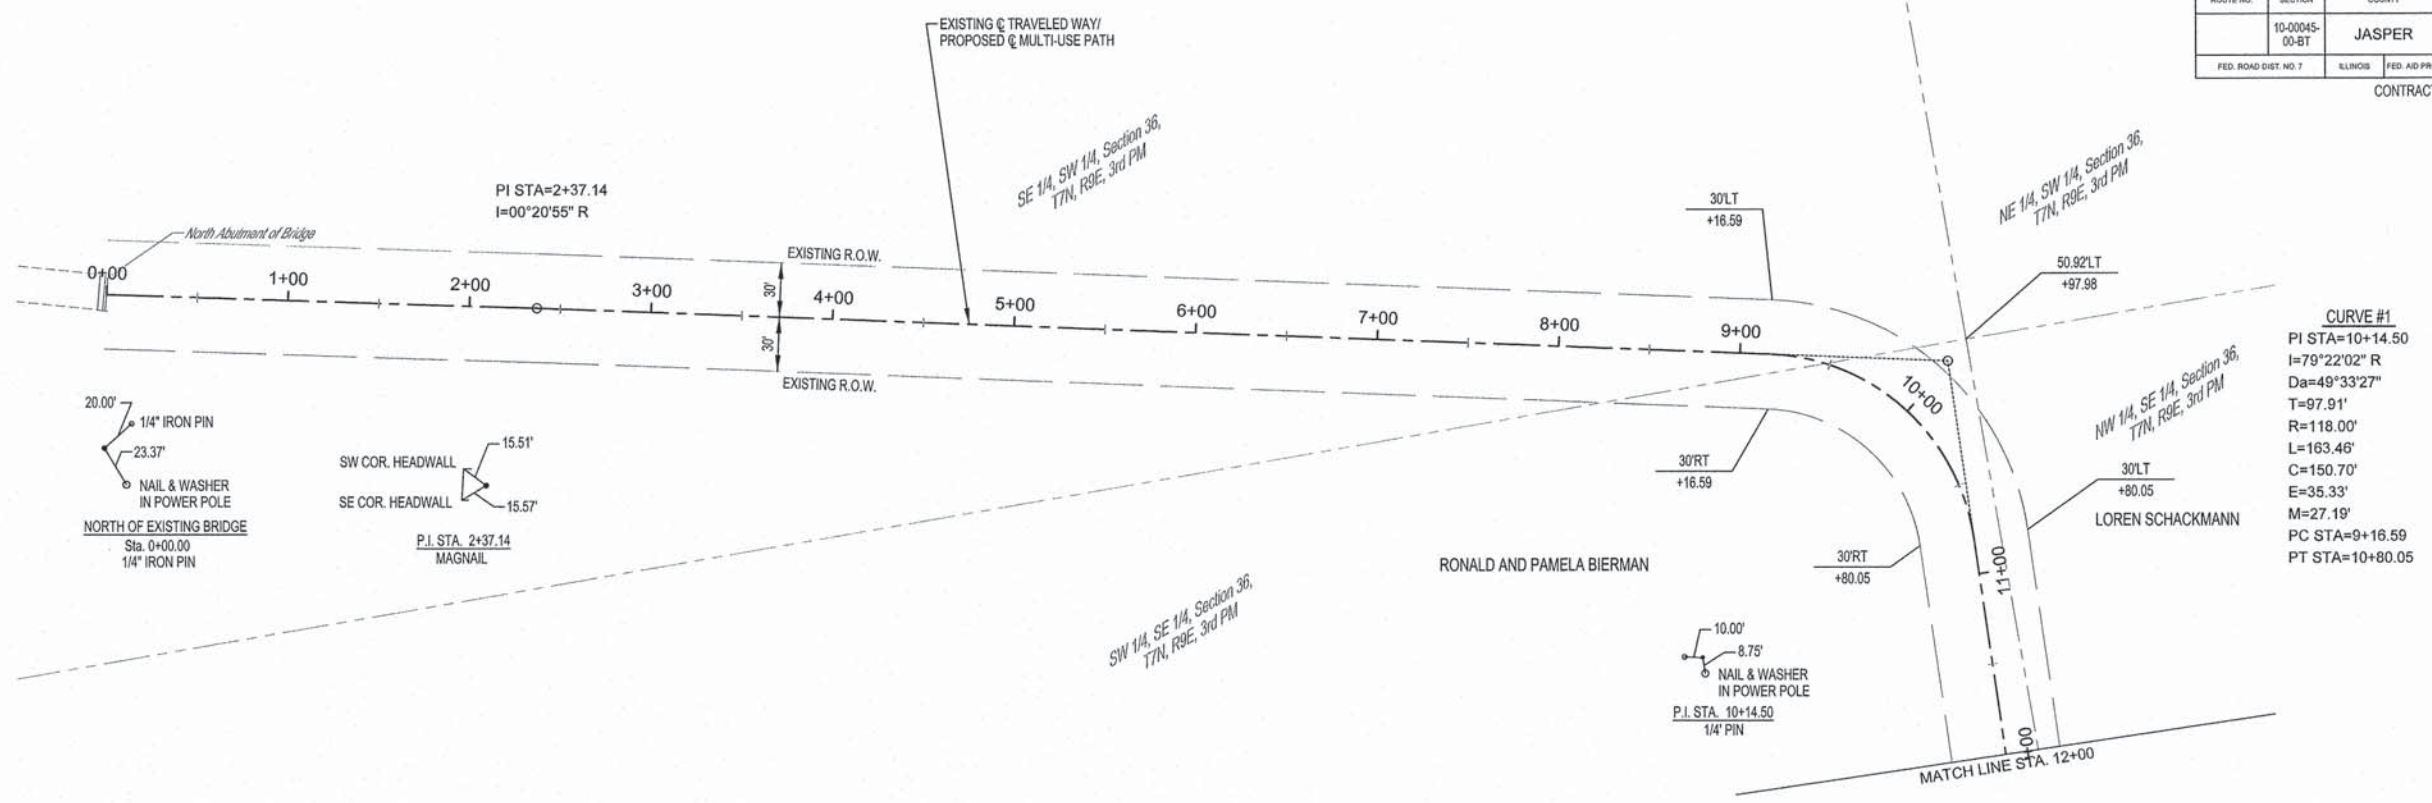 EXISTING ℄ TRAVELED WAY/
PROPOSED ℄ MULTI-USE PATH
ROUTE NO.
SECTION
COUNTY
10-00045-
00-BT
JASPER
FED. ROAD DIST. NO. 7
ILLINOIS
FED. AID PR
CONTRACT
PI STA=2+37.14
I=00°20'55" R
SE 1/4, SW 1/4, Section 36,
T7N, R9E, 3rd PM
NE 1/4, SW 1/4, Section 36,
T7N, R9E, 3rd PM
North Abutment of Bridge
30'LT
+16.59
50.92'LT
+97.98
EXISTING R.O.W.
0+00
1+00
2+00
3+00
4+00
5+00
6+00
7+00
8+00
9+00
10+00
11+00
30'
30'
EXISTING R.O.W.
CURVE #1
PI STA=10+14.50
I=79°22'02" R
Da=49°33'27"
T=97.91'
R=118.00'
L=163.46'
C=150.70'
E=35.33'
M=27.19'
PC STA=9+16.59
PT STA=10+80.05
NW 1/4, SE 1/4, Section 36,
T7N, R9E, 3rd PM
20.00'
1/4" IRON PIN
23.37'
NAIL & WASHER
IN POWER POLE
NORTH OF EXISTING BRIDGE
Sta. 0+00.00
1/4" IRON PIN
SW COR. HEADWALL
15.51'
SE COR. HEADWALL
15.57'
P.I. STA. 2+37.14
MAGNAIL
30'RT
+16.59
30'LT
+80.05
LOREN SCHACKMANN
RONALD AND PAMELA BIERMAN
30'RT
+80.05
SW 1/4, SE 1/4, Section 36,
T7N, R9E, 3rd PM
10.00'
8.75'
NAIL & WASHER
IN POWER POLE
P.I. STA. 10+14.50
1/4' PIN
+00
MATCH LINE STA. 12+00